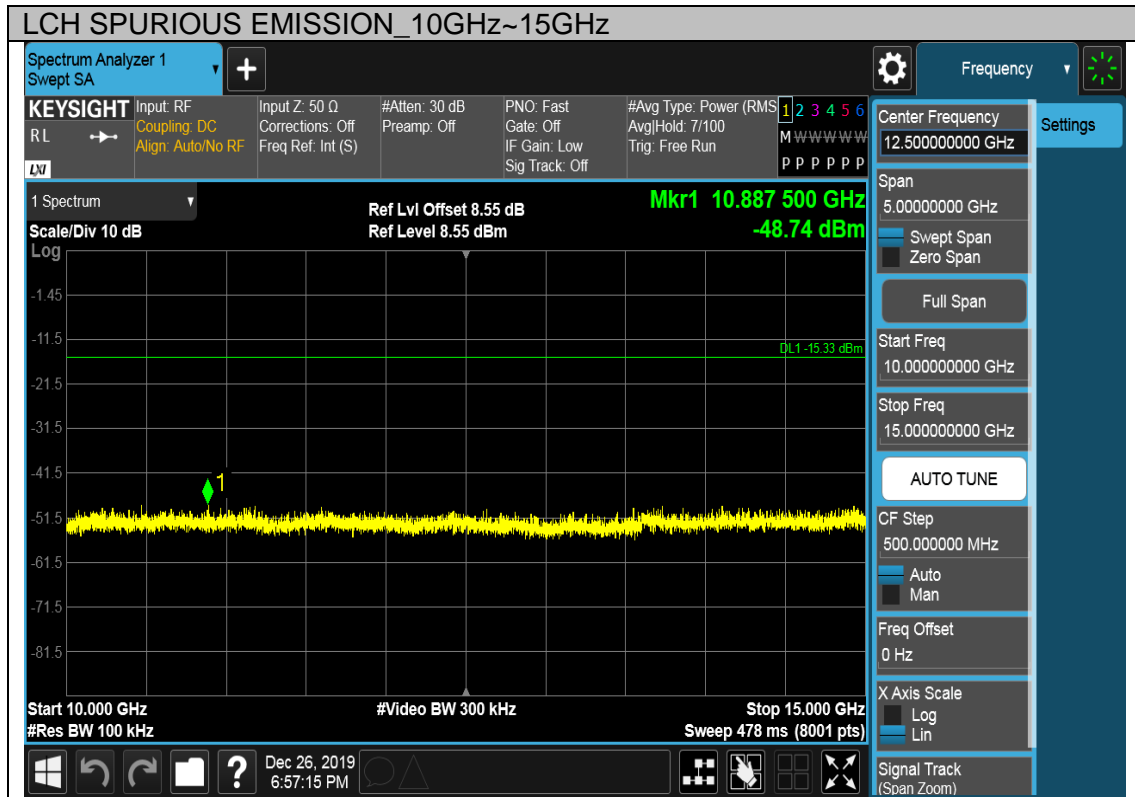 LCH SPURIOUS EMISSION_10GHz~15GHz
Spectrum Analyzer 1
Swept SA
Frequency
KEYSIGHT
RL
LXI
Input: RF
Coupling: DC
Align: Auto/No RF
Input Z: 50 Ω
Corrections: Off
Freq Ref: Int (S)
#Atten: 30 dB
Preamp: Off
PNO: Fast
Gate: Off
IF Gain: Low
Sig Track: Off
#Avg Type: Power (RMS
Avg|Hold: 7/100
Trig: Free Run
1 2 3 4 5 6
M W W W W W
P P P P P P
1 Spectrum
Scale/Div 10 dB
Ref Lvl Offset 8.55 dB
Ref Level 8.55 dBm
Mkr1 10.887 500 GHz
-48.74 dBm
Log
-1.45
-11.5
-21.5
-31.5
-41.5
-51.5
-61.5
-71.5
-81.5
DL1 -15.33 dBm
1
Start 10.000 GHz
#Res BW 100 kHz
#Video BW 300 kHz
Stop 15.000 GHz
Sweep 478 ms (8001 pts)
Center Frequency
12.500000000 GHz
Settings
Span
5.00000000 GHz
Swept Span
Zero Span
Full Span
Start Freq
10.000000000 GHz
Stop Freq
15.000000000 GHz
AUTO TUNE
CF Step
500.000000 MHz
Auto
Man
Freq Offset
0 Hz
X Axis Scale
Log
Lin
Signal Track
(Span Zoom)
?
Dec 26, 2019
6:57:15 PM